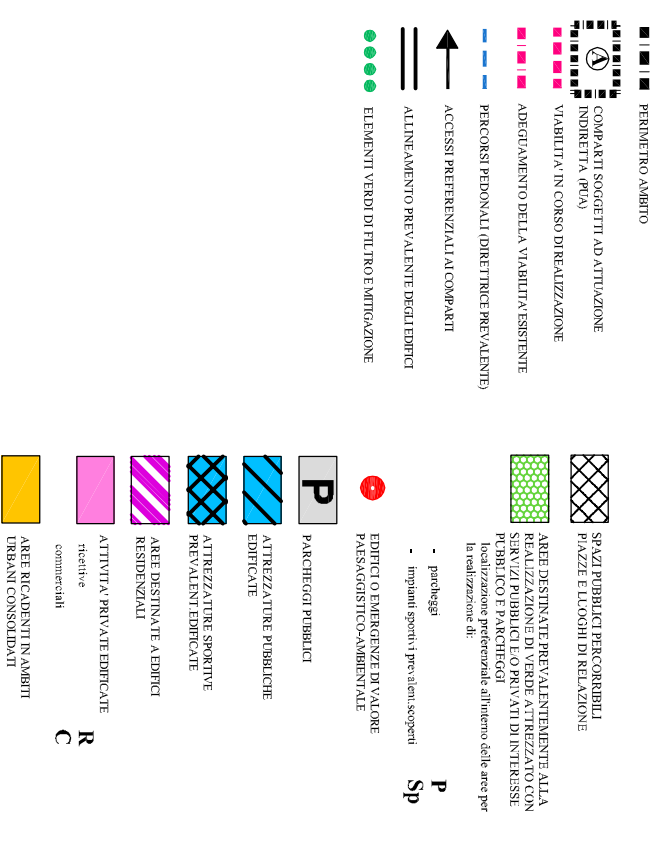 PERIMETRO AMBITO
A
COMPARTI SOGGETTI AD ATTUAZIONE
INDIRETTA (PUA)
VIABILITA' IN CORSO DI REALIZZAZIONE
ADEGUAMENTO DELLA VIABILITA' ESISTENTE
PERCORSI PEDONALI (DIRETTRICE PREVALENTE)
ACCESSI PREFERENZIALI AI COMPARTI
ALLINEAMENTO PREVALENTE DEGLI EDIFICI
ELEMENTI VERDI DI FILTRO E MITIGAZIONE
SPAZI PUBBLICI PERCORRIBILI
PIAZZE E LUOGHI DI RELAZIONE
AREE DESTINATE PREVALENTEMENTE ALLA
REALIZZAZIONE DI VERDE ATTREZZATO CON
SERVIZI PUBBLICI E/O PRIVATI DI INTERESSE
PUBBLICO E PARCHEGGI
localizzazione preferenziale all'interno delle aree per
la realizzazione di:
- parcheggi P
- impianti sportivi prevalent.scoperti Sp
EDIFICI O EMERGENZE DI VALORE
PAESAGGISTICO-AMBIENTALE
P
PARCHEGGI PUBBLICI
ATTREZZATURE PUBBLICHE
EDIFICATE
ATTREZZATURE SPORTIVE
PREVALENT.EDIFICATE
AREE DESTINATE A EDIFICI
RESIDENZIALI
ATTIVITA' PRIVATE EDIFICATE
ricettive R
commerciali C
AREE RICADENTI IN AMBITI
URBANI CONSOLIDATI